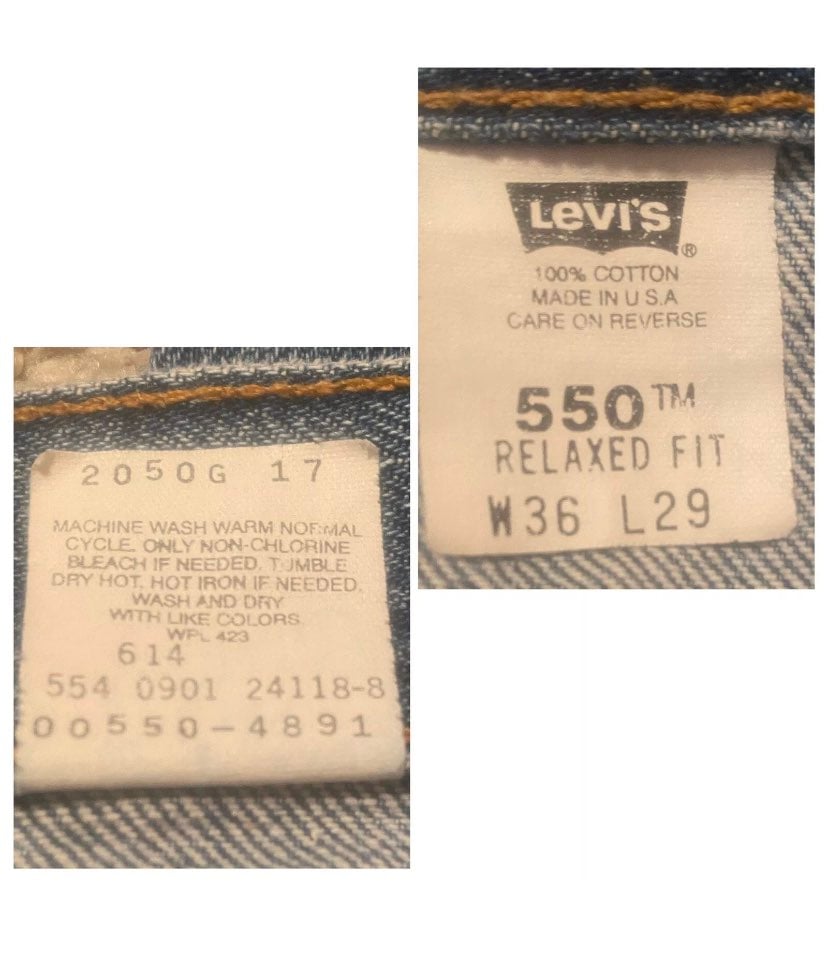 Levi's®
100% COTTON
MADE IN U.S.A
CARE ON REVERSE
550™
RELAXED FIT
W36 L29
2050G 17
MACHINE WASH WARM NORMAL
CYCLE. ONLY NON-CHLORINE
BLEACH IF NEEDED. TUMBLE
DRY HOT. HOT IRON IF NEEDED.
WASH AND DRY
WITH LIKE COLORS
WPL 423
614
554 0901 24118-8
00550-4891